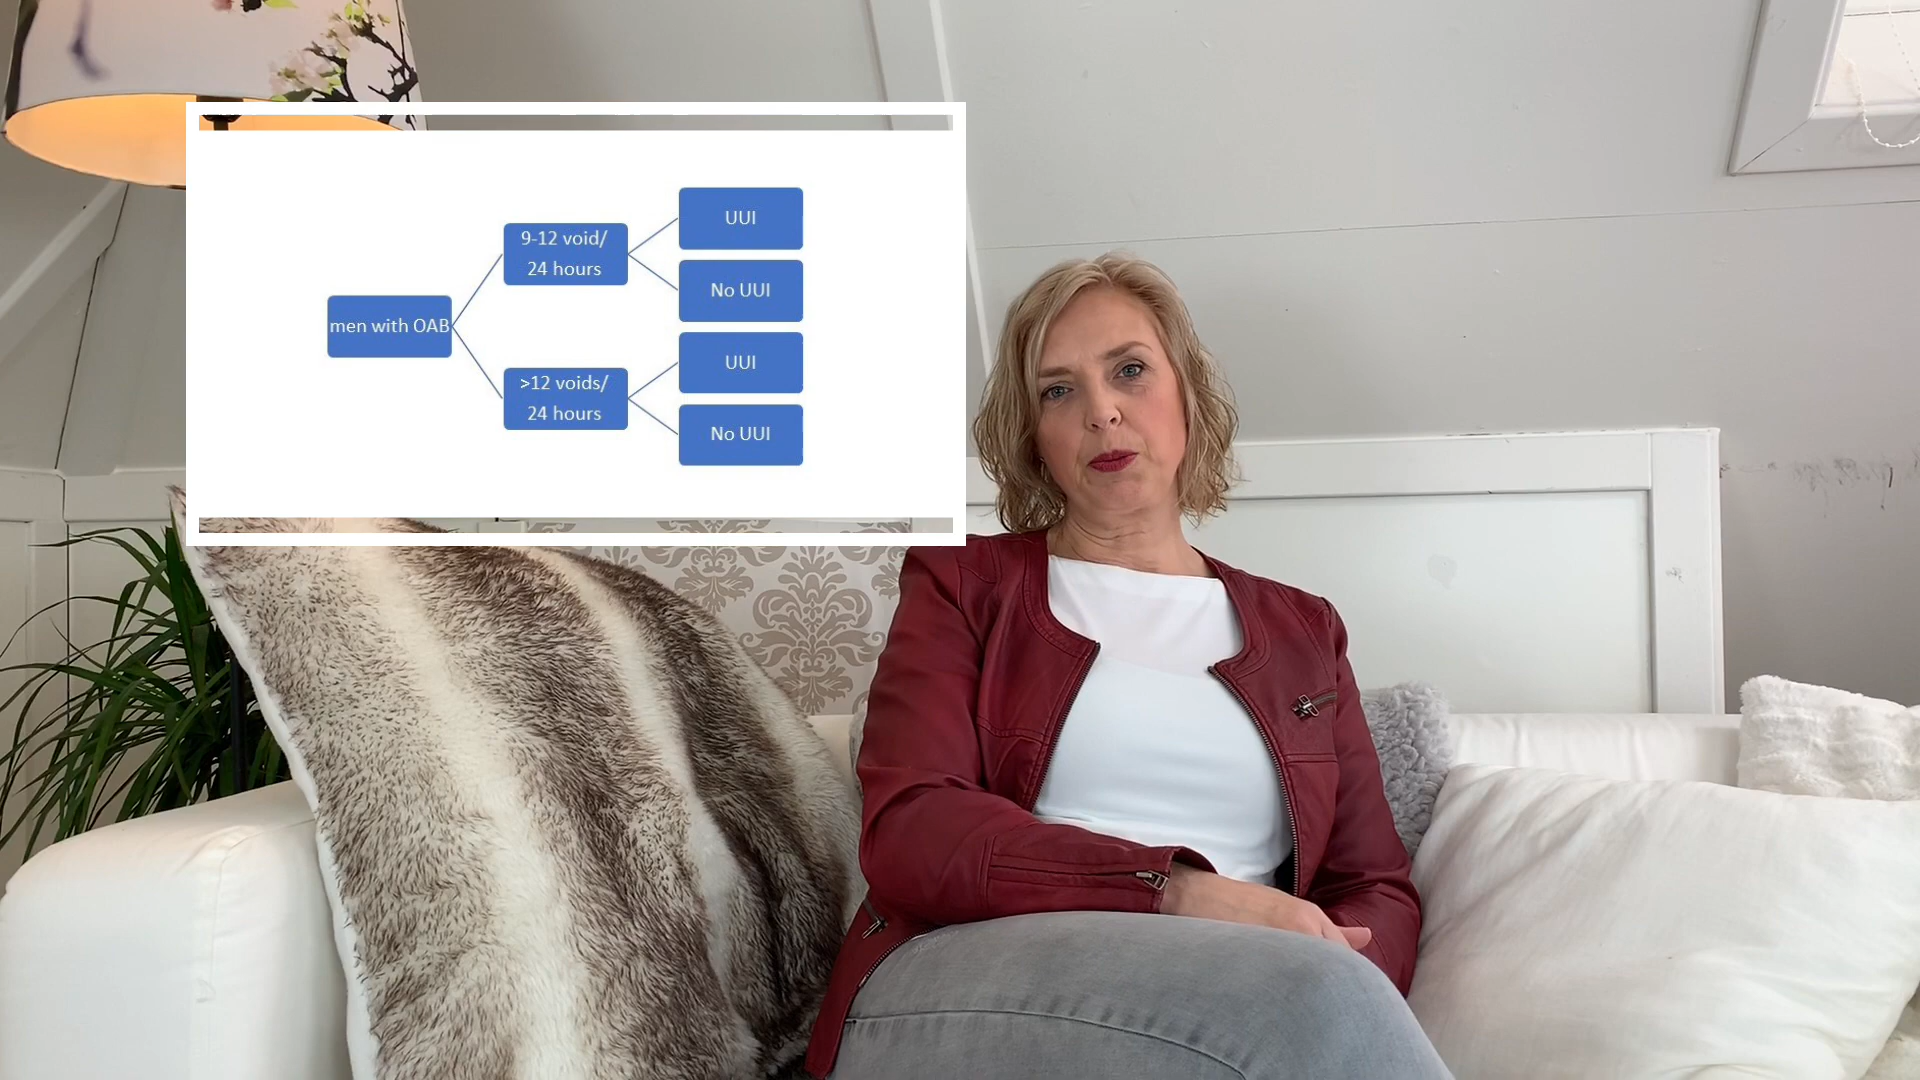 men with OAB
9-12 void/
24 hours
UUI
No UUI
>12 voids/
24 hours
UUI
No UUI